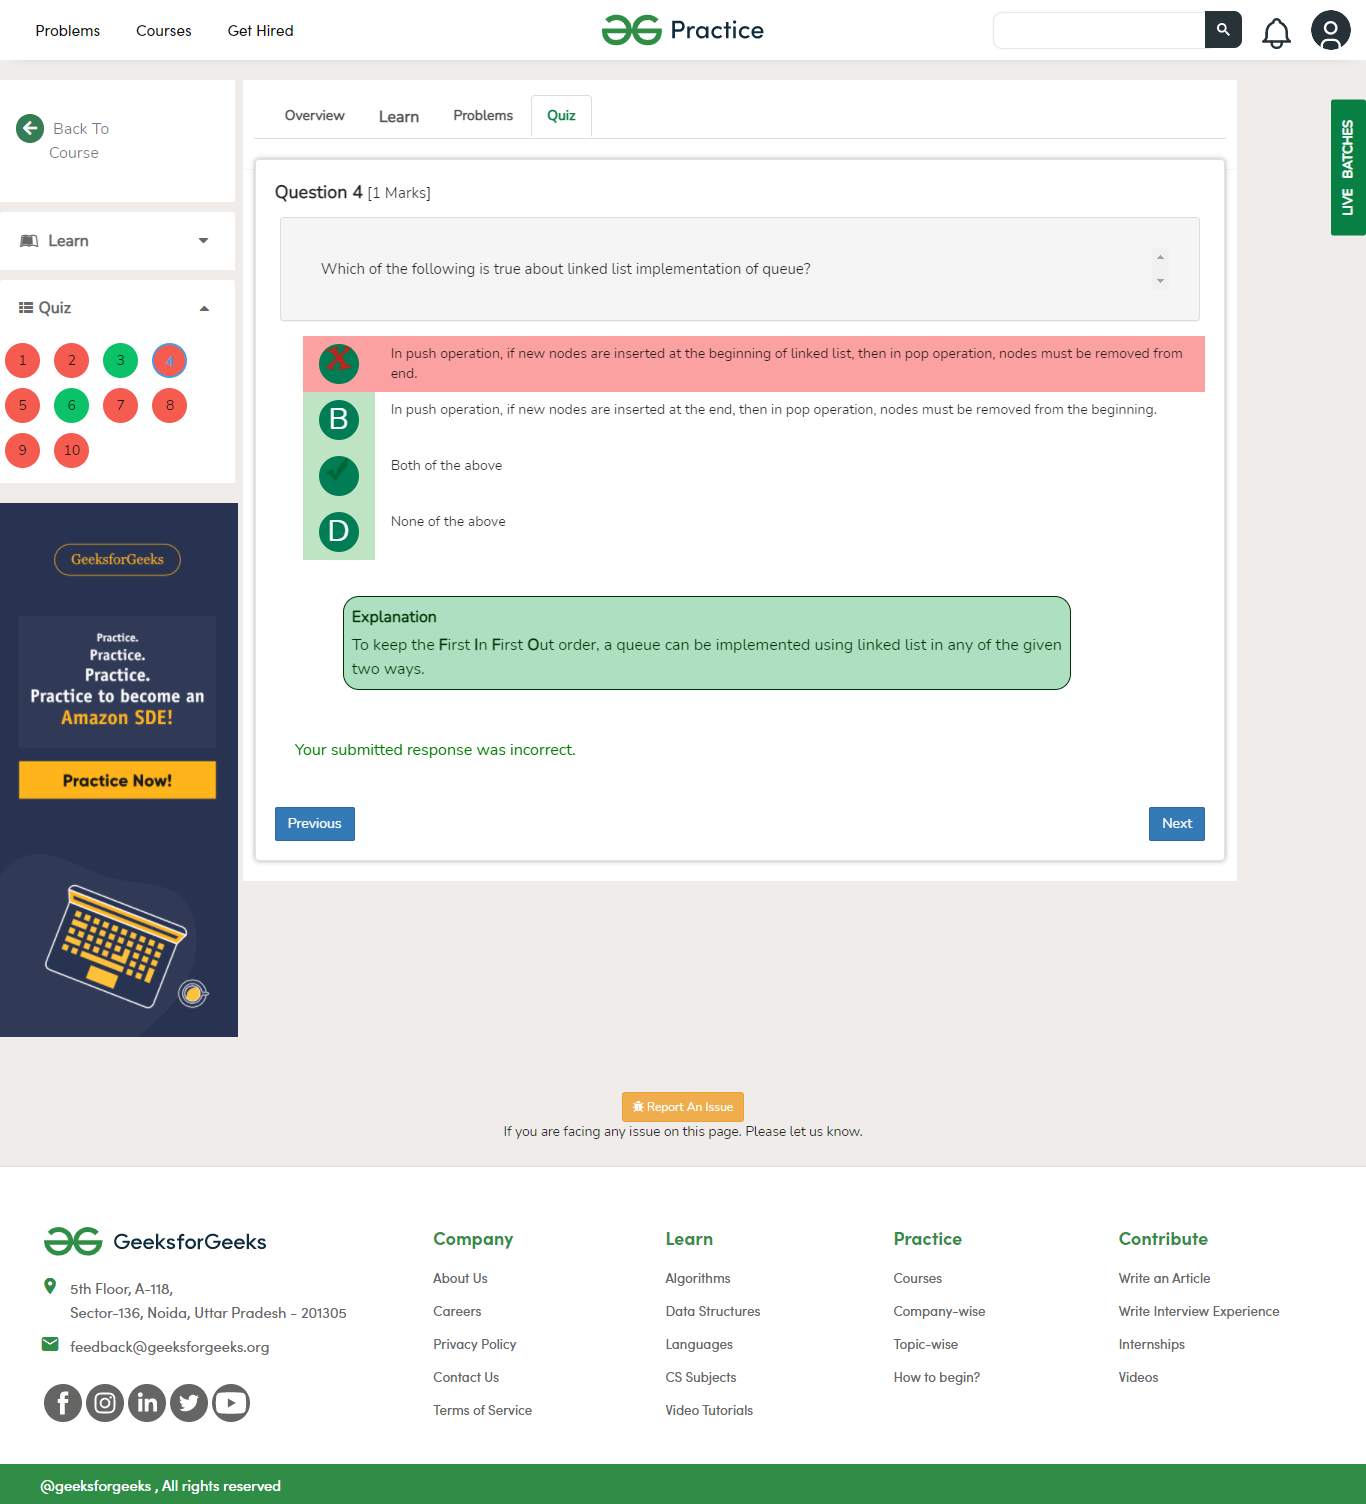 Problems
Courses
Get Hired
Practice
Back To
Course
Learn
Quiz
1
2
3
4
5
6
7
8
9
10
GeeksforGeeks
Practice.
Practice.
Practice.
Practice to become an
Amazon SDE!
Practice Now!
Overview
Learn
Problems
Quiz
Question 4 [1 Marks]
Which of the following is true about linked list implementation of queue?
X
In push operation, if new nodes are inserted at the beginning of linked list, then in pop operation, nodes must be removed from
end.
B
In push operation, if new nodes are inserted at the end, then in pop operation, nodes must be removed from the beginning.
Both of the above
D
None of the above
Explanation
To keep the First In First Out order, a queue can be implemented using linked list in any of the given
two ways.
Your submitted response was incorrect.
Previous
Next
LIVE BATCHES
Report An Issue
If you are facing any issue on this page. Please let us know.
GeeksforGeeks
5th Floor, A-118,
Sector-136, Noida, Uttar Pradesh - 201305
feedback@geeksforgeeks.org
Company
About Us
Careers
Privacy Policy
Contact Us
Terms of Service
Learn
Algorithms
Data Structures
Languages
CS Subjects
Video Tutorials
Practice
Courses
Company-wise
Topic-wise
How to begin?
Contribute
Write an Article
Write Interview Experience
Internships
Videos
@geeksforgeeks , All rights reserved